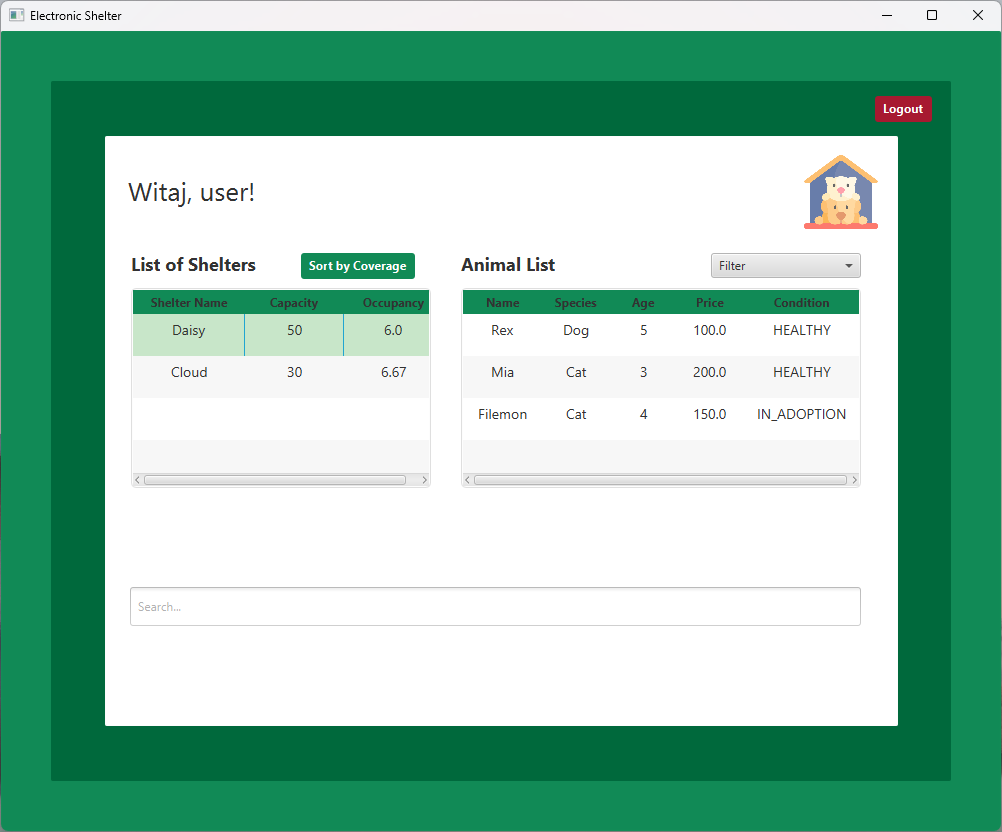 Electronic Shelter
Logout
Witaj, user!
List of Shelters
Sort by Coverage
Shelter Name Capacity Occupancy
Daisy 50 6.0
Cloud 30 6.67
Animal List
Filter
Name Species Age Price Condition
Rex Dog 5 100.0 HEALTHY
Mia Cat 3 200.0 HEALTHY
Filemon Cat 4 150.0 IN_ADOPTION
Search...